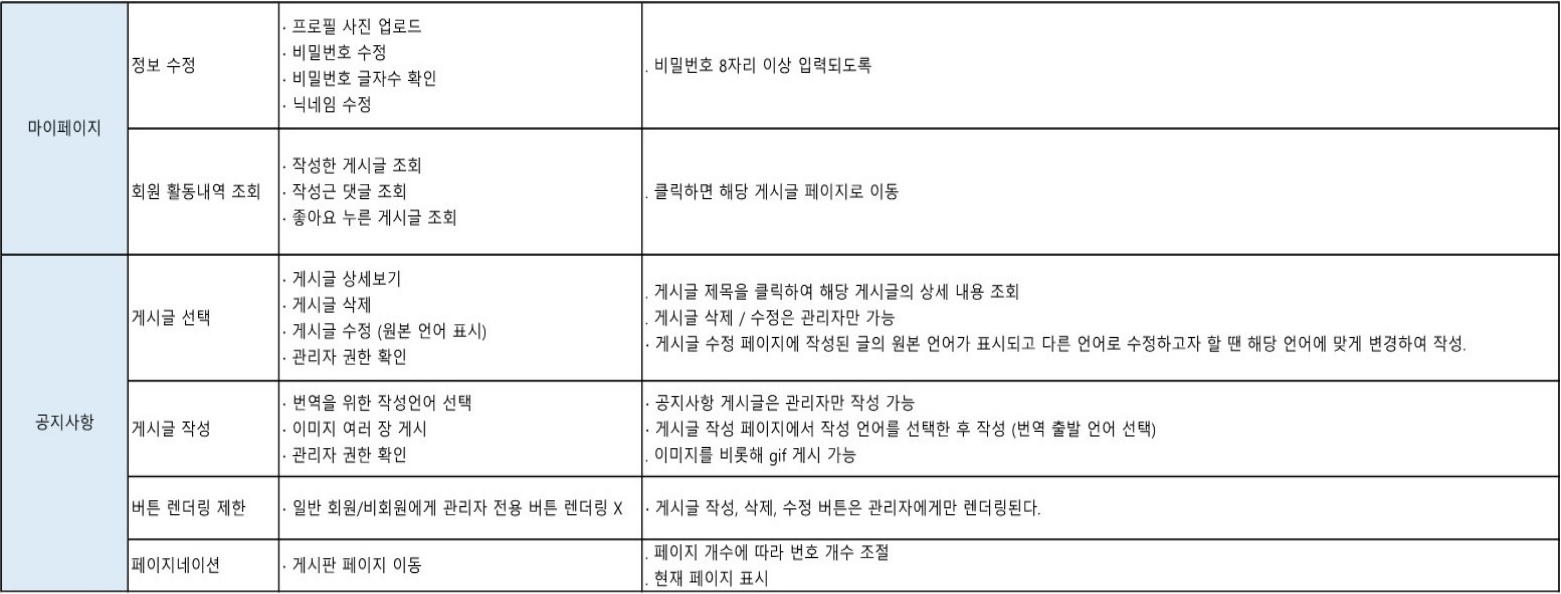 마이페이지
정보 수정
· 프로필 사진 업로드
· 비밀번호 수정
· 비밀번호 글자수 확인
· 닉네임 수정
. 비밀번호 8자리 이상 입력되도록
회원 활동내역 조회
· 작성한 게시글 조회
· 작성근 댓글 조회
· 좋아요 누른 게시글 조회
. 클릭하면 해당 게시글 페이지로 이동
공지사항
게시글 선택
· 게시글 상세보기
· 게시글 삭제
· 게시글 수정 (원본 언어 표시)
· 관리자 권한 확인
. 게시글 제목을 클릭하여 해당 게시글의 상세 내용 조회
. 게시글 삭제 / 수정은 관리자만 가능
· 게시글 수정 페이지에 작성된 글의 원본 언어가 표시되고 다른 언어로 수정하고자 할 땐 해당 언어에 맞게 변경하여 작성.
게시글 작성
· 번역을 위한 작성언어 선택
· 이미지 여러 장 게시
· 관리자 권한 확인
· 공지사항 게시글은 관리자만 작성 가능
· 게시글 작성 페이지에서 작성 언어를 선택한 후 작성 (번역 출발 언어 선택)
. 이미지를 비롯해 gif 게시 가능
버튼 렌더링 제한
· 일반 회원/비회원에게 관리자 전용 버튼 렌더링 X
· 게시글 작성, 삭제, 수정 버튼은 관리자에게만 렌더링된다.
페이지네이션
· 게시판 페이지 이동
. 페이지 개수에 따라 번호 개수 조절
. 현재 페이지 표시